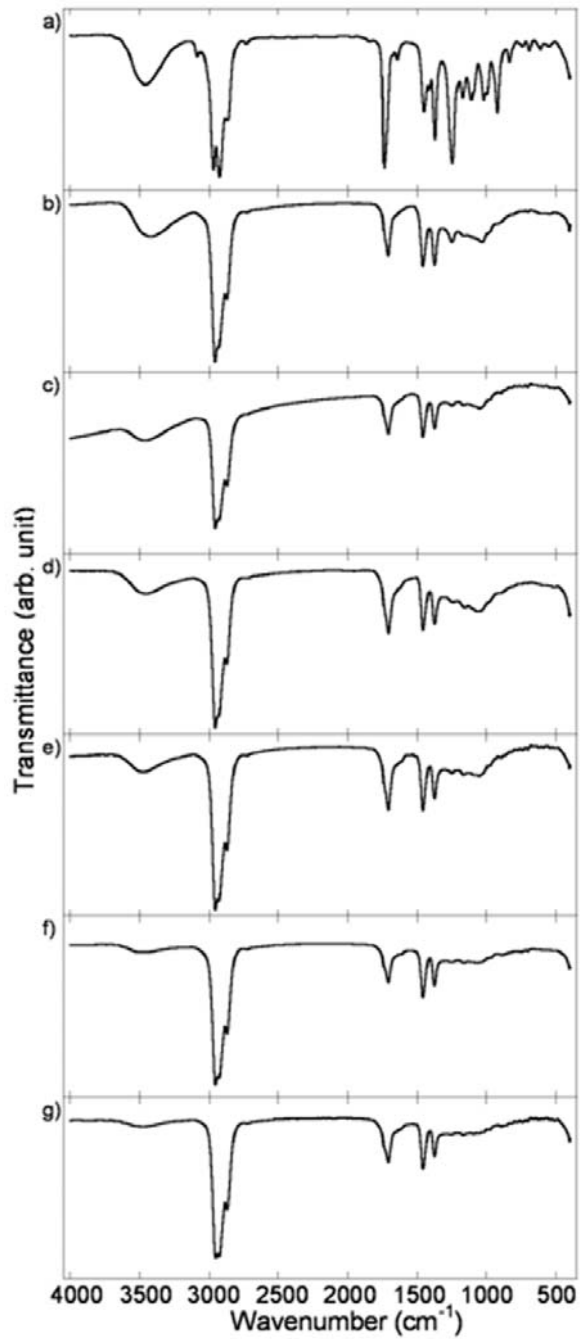 a)
b)
c)
d)
e)
f)
g)
Transmittance (arb. unit)
4000 3500 3000 2500 2000 1500 1000 500
Wavenumber (cm⁻¹)